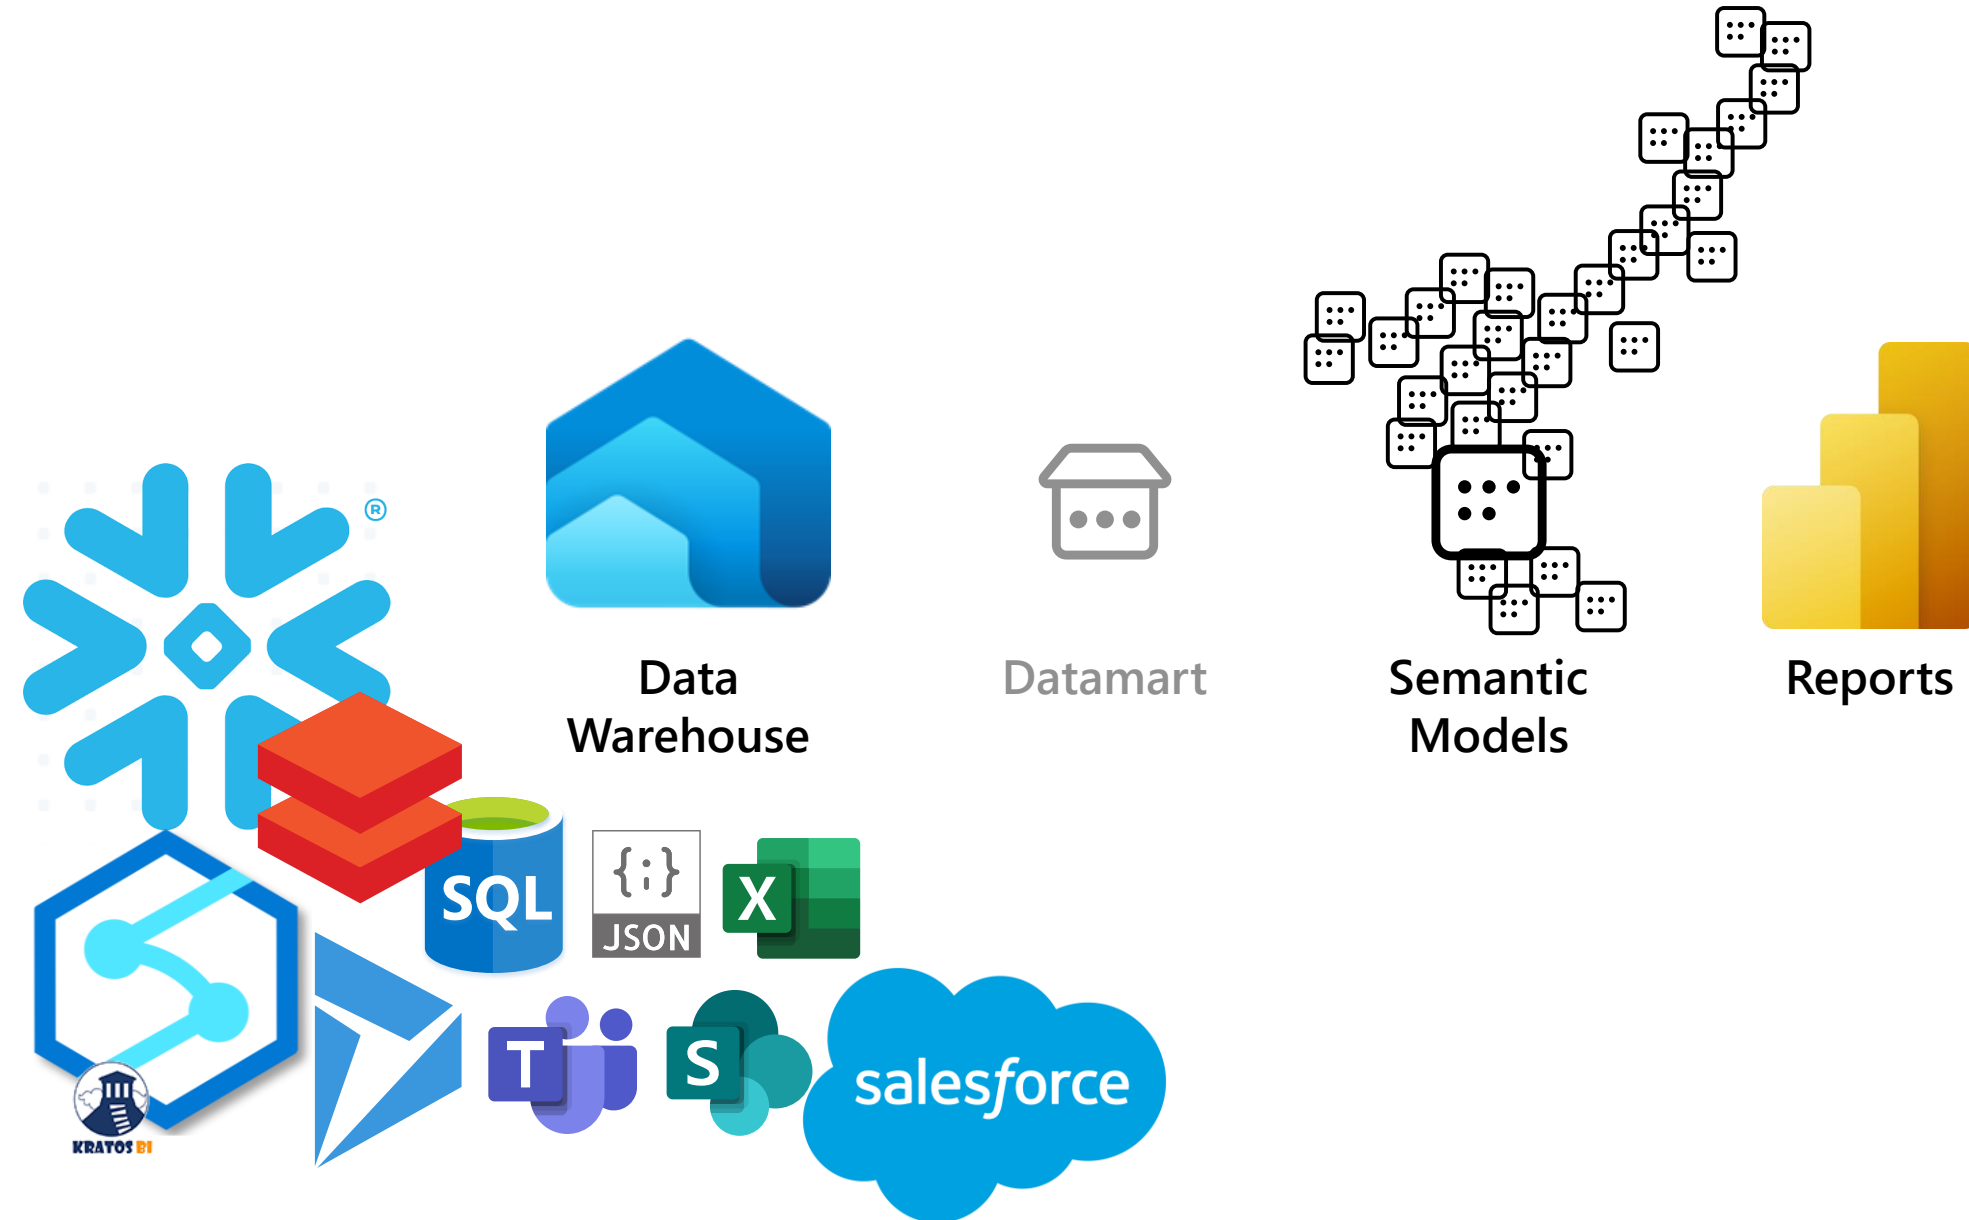 ®
Data
Warehouse
Datamart
Semantic
Models
Reports
SQL
{;}
JSON
X
T
S
salesforce
KRATOS BI